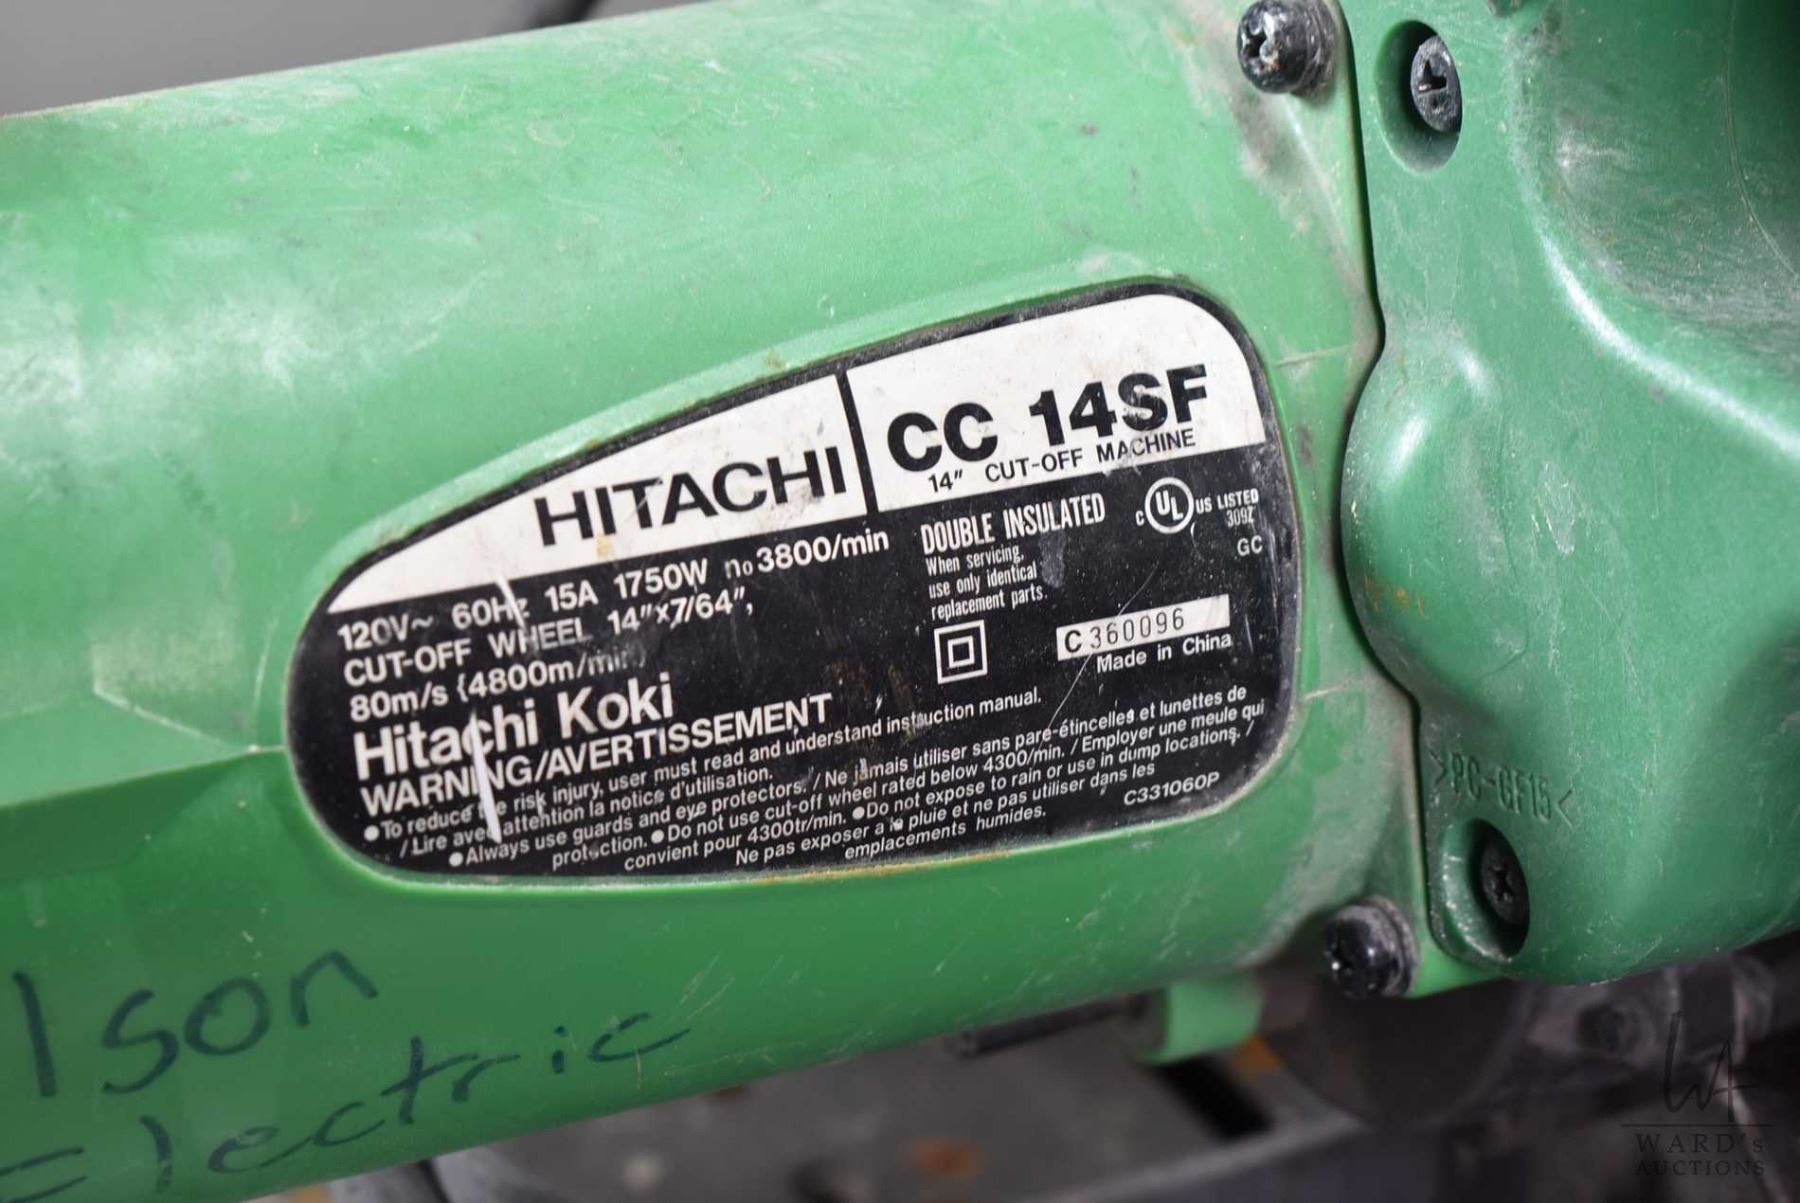 HITACHI
CC 14SF
14" CUT-OFF MACHINE
120V~ 60Hz 15A 1750W no 3800/min
CUT-OFF WHEEL 14"x7/64",
80m/s {4800m/min}
Hitachi Koki
DOUBLE INSULATED
When servicing,
use only identical
replacement parts.
C UL US LISTED
309Z
GC
C 360096
Made in China
WARNING/AVERTISSEMENT
●To reduce the risk injury, user must read and understand instruction manual.
/Lire avec attention la notice d'utilisation.
●Always use guards and eye protectors. / Ne jamais utiliser sans pare-étincelles et lunettes de
protection. ●Do not use cut-off wheel rated below 4300/min. / Employer une meule qui
convient pour 4300tr/min. ●Do not expose to rain or use in dump locations. /
Ne pas exposer a la pluie et ne pas utiliser dans les
emplacements humides.
C331060P
>PC-GF15<
lson
Electric
WA
WARD's
AUCTIONS